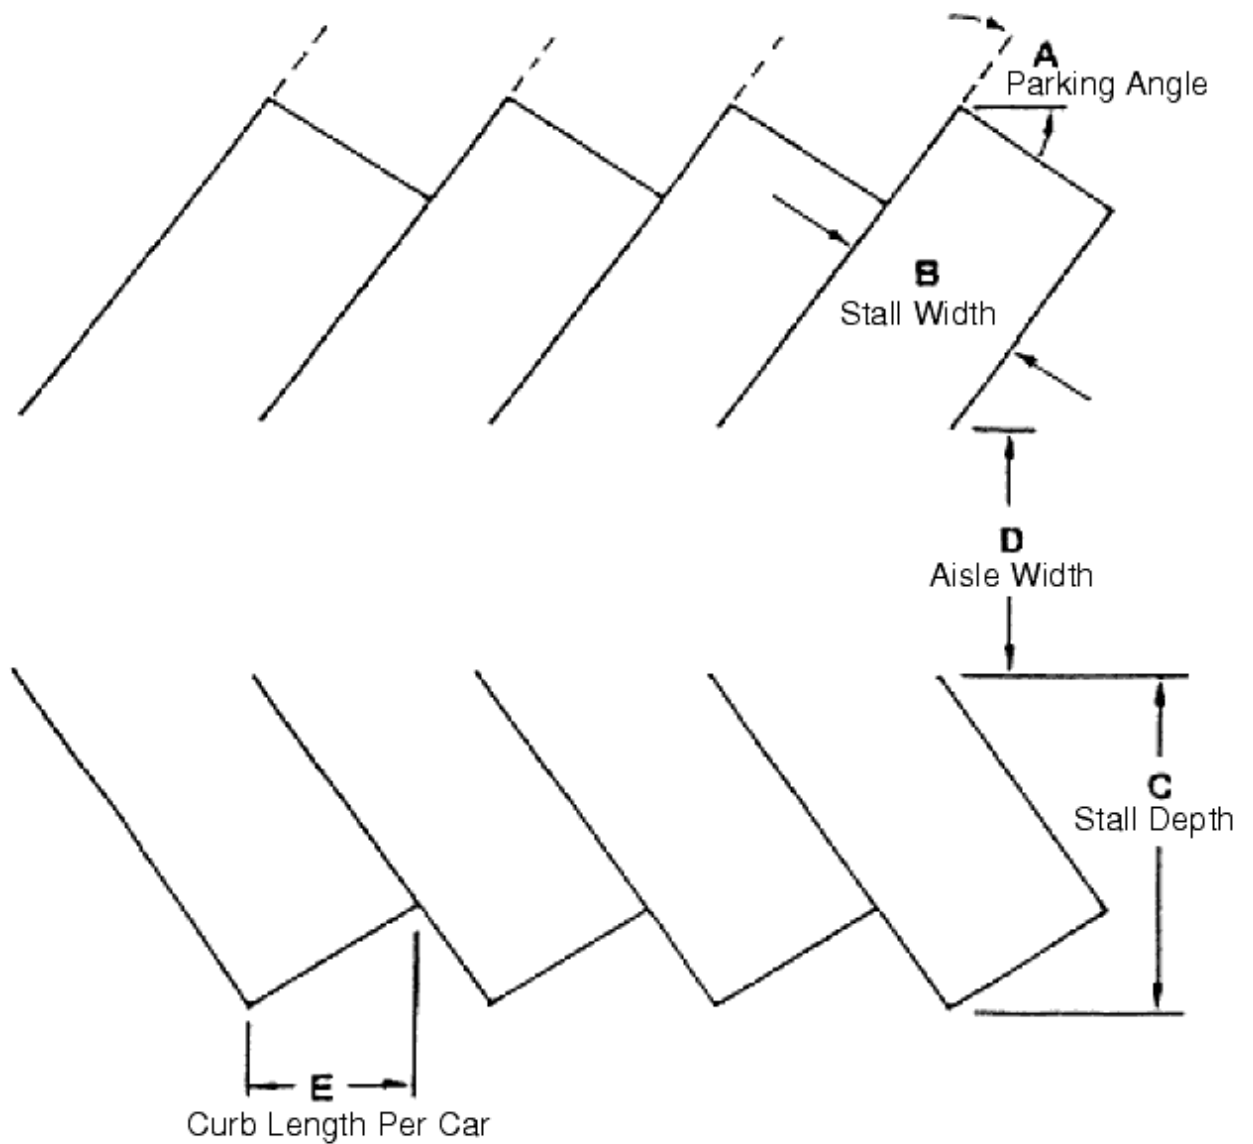 A
Parking Angle
B
Stall Width
D
Aisle Width
C
Stall Depth
E
Curb Length Per Car